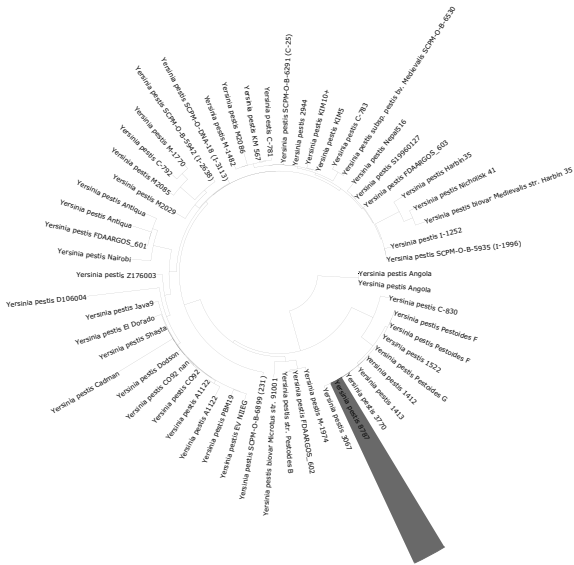 Yersinia pestis SCPM-O-B-6291 (C-25)
Yersinia pestis 2944
Yersinia pestis KIM10+
Yersinia pestis KIM5
Yersinia pestis C-783
Yersinia pestis subsp. pestis bv. Medievalis SCPM-O-B-6530
Yersinia pestis Nepal516
Yersinia pestis S19960127
Yersinia pestis FDAARGOS_603
Yersinia pestis Harbin35
Yersinia pestis Nicholisk 41
Yersinia pestis biovar Medievalis str. Harbin 35
Yersinia pestis I-1252
Yersinia pestis SCPM-O-B-5935 (I-1996)
Yersinia pestis Angola
Yersinia pestis Angola
Yersinia pestis C-830
Yersinia pestis Pestoides F
Yersinia pestis Pestoides F
Yersinia pestis 1522
Yersinia pestis Pestoides G
Yersinia pestis 1412
Yersinia pestis 1413
Yersinia pestis 3770
Yersinia pestis 8787
Yersinia pestis 3067
Yersinia pestis M-1974
Yersinia pestis FDAARGOS_602
Yersinia pestis str. Pestoides B
Yersinia pestis biovar Microtus str. 91001
Yersinia pestis SCPM-O-B-6899 (231)
Yersinia pestis EV NIIEG
Yersinia pestis PBM19
Yersinia pestis A1122
Yersinia pestis A1122
Yersinia pestis CO92
Yersinia pestis CO92_nan
Yersinia pestis Dodson
Yersinia pestis Cadman
Yersinia pestis Shasta
Yersinia pestis El Dorado
Yersinia pestis Java9
Yersinia pestis D106004
Yersinia pestis Z176003
Yersinia pestis Nairobi
Yersinia pestis FDAARGOS_601
Yersinia pestis Antiqua
Yersinia pestis Antiqua
Yersinia pestis M2029
Yersinia pestis M2085
Yersinia pestis C-792
Yersinia pestis M-1770
Yersinia pestis SCPM-O-B-5942 (I-2638)
Yersinia pestis SCPM-O-DNA-18 (I-3113)
Yersinia pestis M-1482
Yersinia pestis M2086
Yersinia pestis KM 567
Yersinia pestis C-781